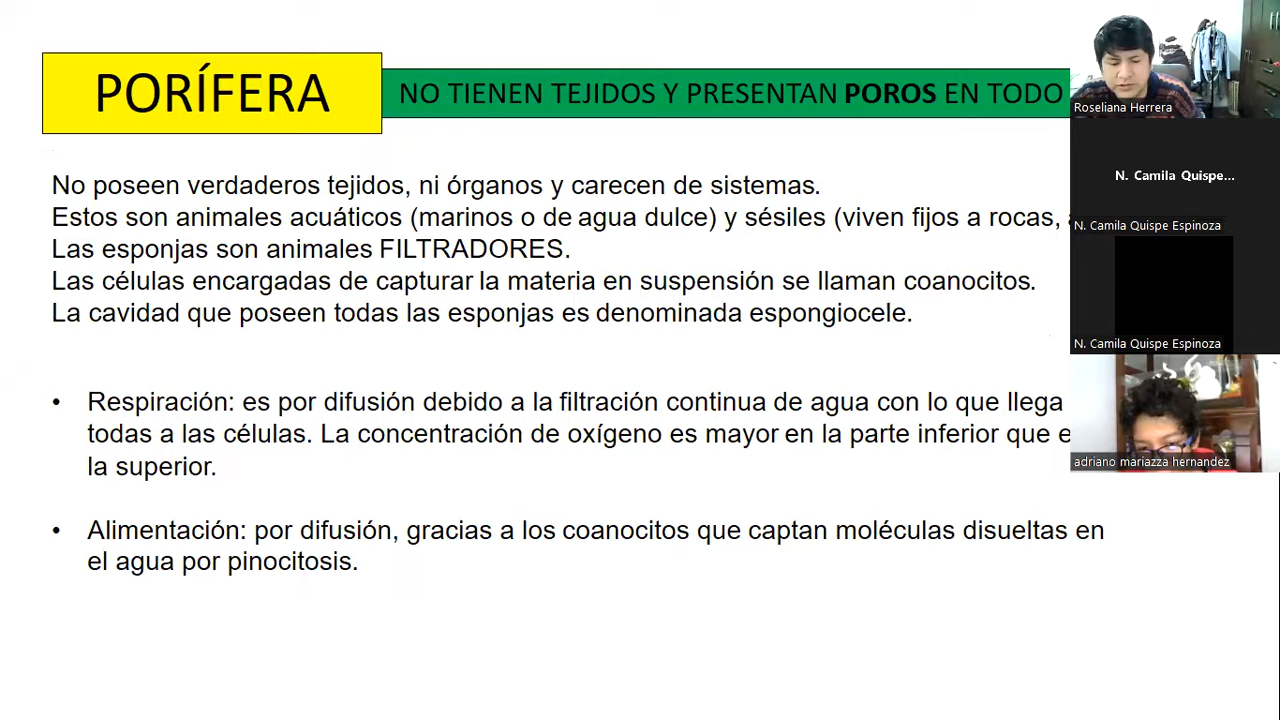 PORÍFERA
NO TIENEN TEJIDOS Y PRESENTAN POROS EN TODO
No poseen verdaderos tejidos, ni órganos y carecen de sistemas.
Estos son animales acuáticos (marinos o de agua dulce) y sésiles (viven fijos a rocas,
Las esponjas son animales FILTRADORES.
Las células encargadas de capturar la materia en suspensión se llaman coanocitos.
La cavidad que poseen todas las esponjas es denominada espongiocele.
• Respiración: es por difusión debido a la filtración continua de agua con lo que llega
todas a las células. La concentración de oxígeno es mayor en la parte inferior que e
la superior.
• Alimentación: por difusión, gracias a los coanocitos que captan moléculas disueltas en
el agua por pinocitosis.
Roseliana Herrera
N. Camila Quispe...
N. Camila Quispe Espinoza
N. Camila Quispe Espinoza
adriano mariazza hernandez